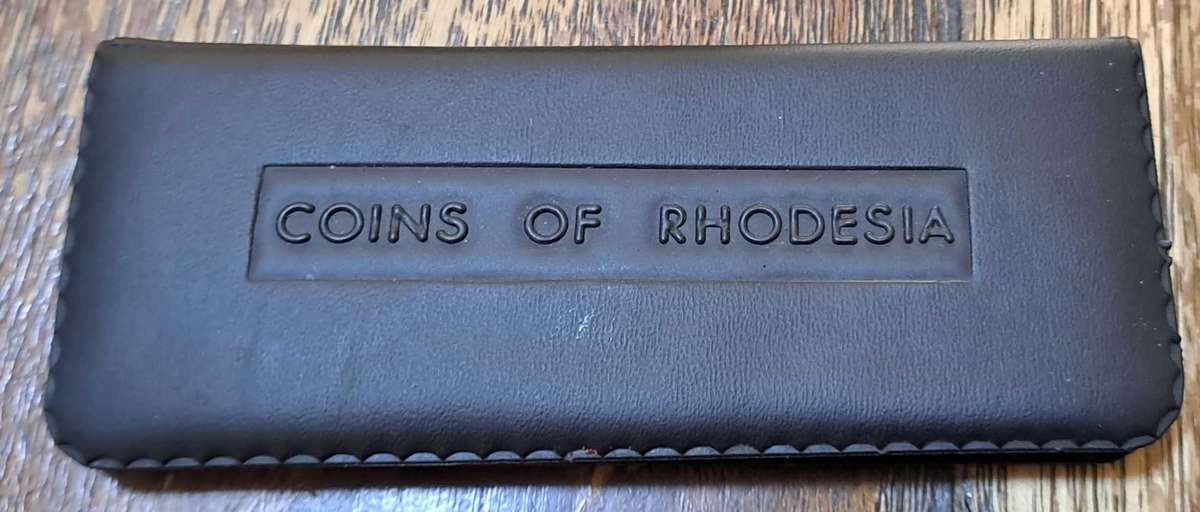 COINS OF RHODESIA